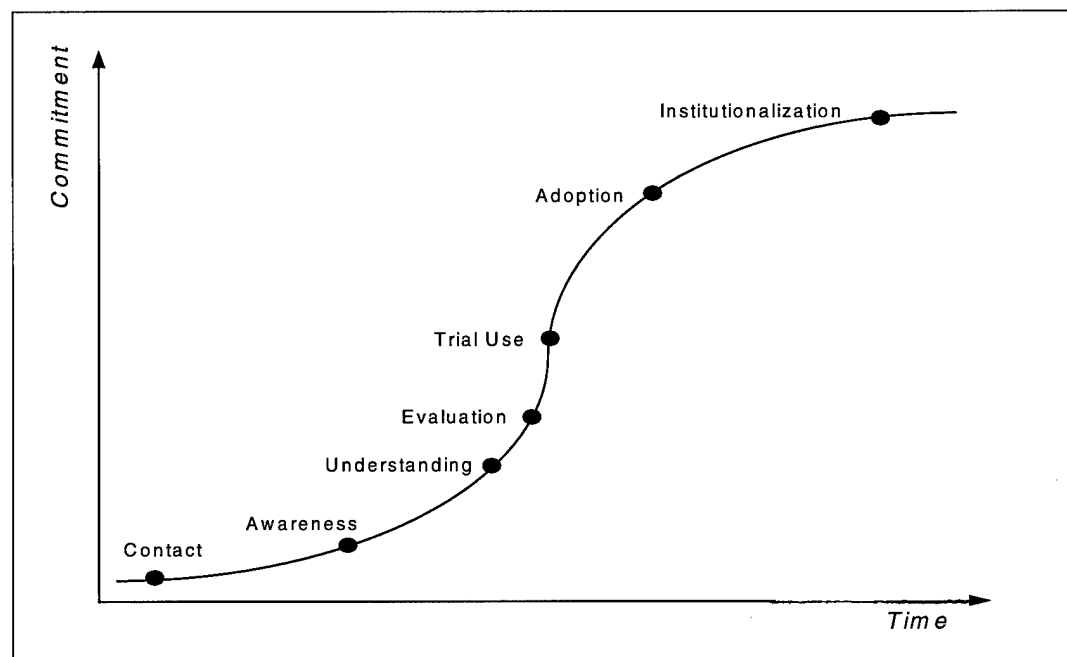 Commitment
Institutionalization
Adoption
Trial Use
Evaluation
Understanding
Awareness
Contact
Time